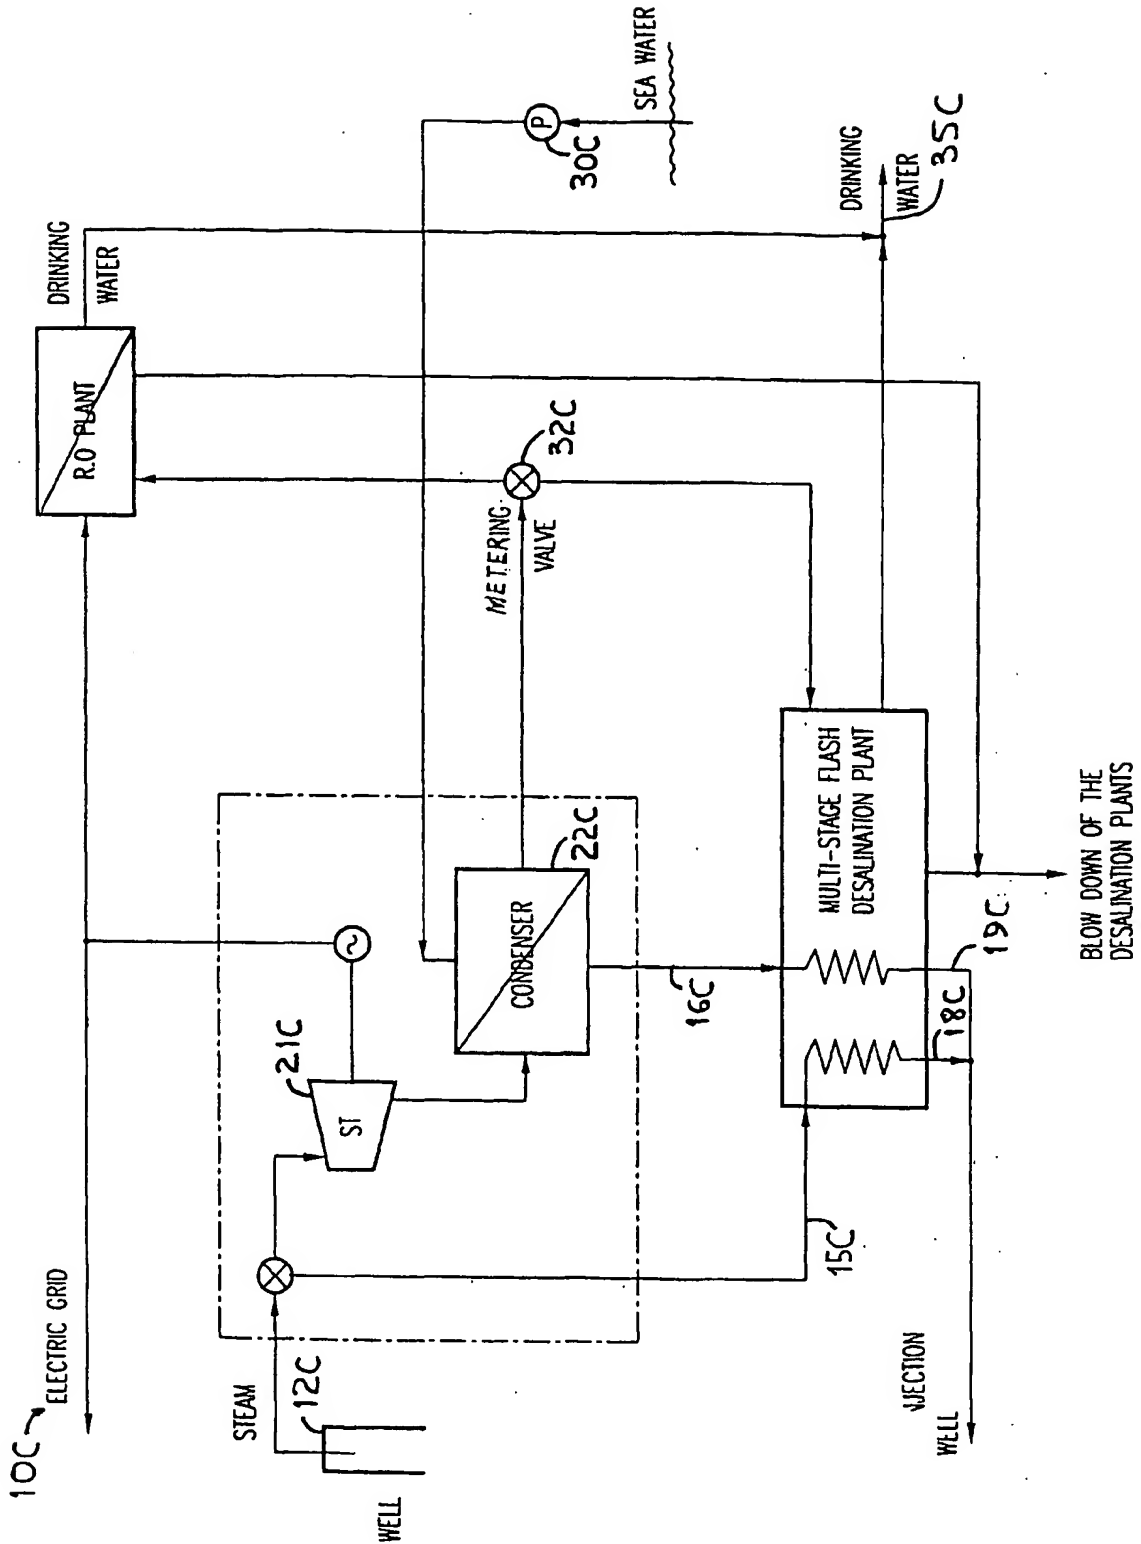 10C
ELECTRIC GRID
R.O PLANT
DRINKING
WATER
STEAM
12C
WELL
21C
ST
~
CONDENSER
22C
METERING
VALVE
32C
P
30C
SEA WATER
15C
16C
MULTI-STAGE FLASH
DESALINATION PLANT
DRINKING
WATER
35C
18C
19C
NJECTION
WELL
BLOW DOWN OF THE
DESALINATION PLANTS